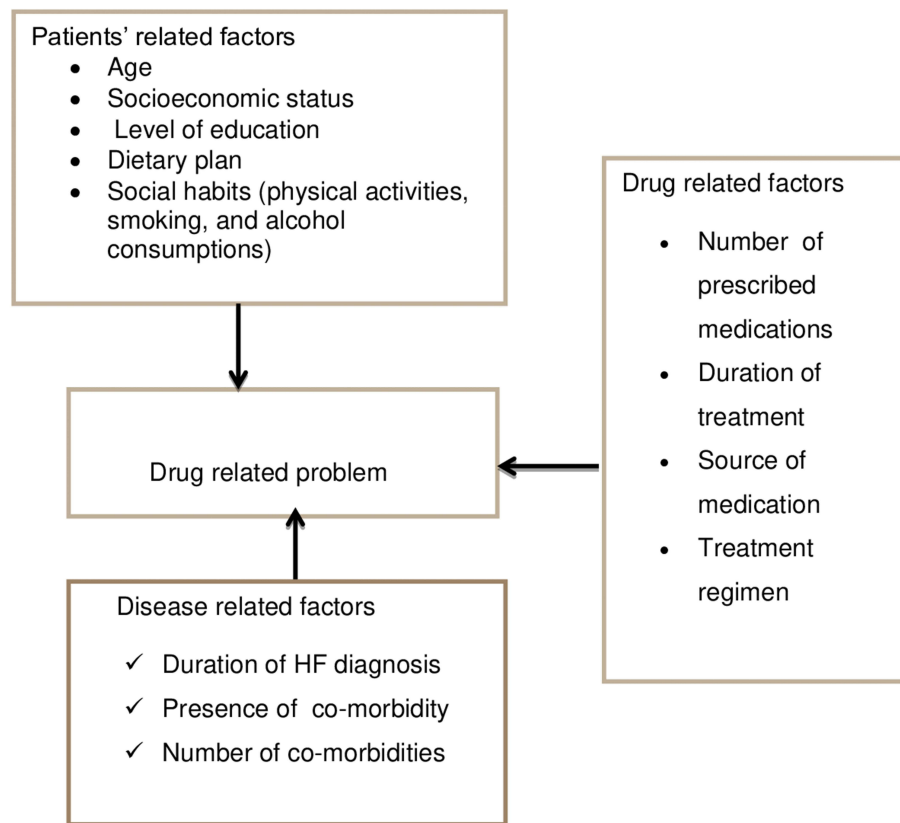 Patients' related factors
• Age
• Socioeconomic status
• Level of education
• Dietary plan
• Social habits (physical activities,
smoking, and alcohol
consumptions)
Drug related factors
• Number of
prescribed
medications
• Duration of
treatment
• Source of
medication
• Treatment
regimen
Drug related problem
Disease related factors
✓ Duration of HF diagnosis
✓ Presence of co-morbidity
✓ Number of co-morbidities